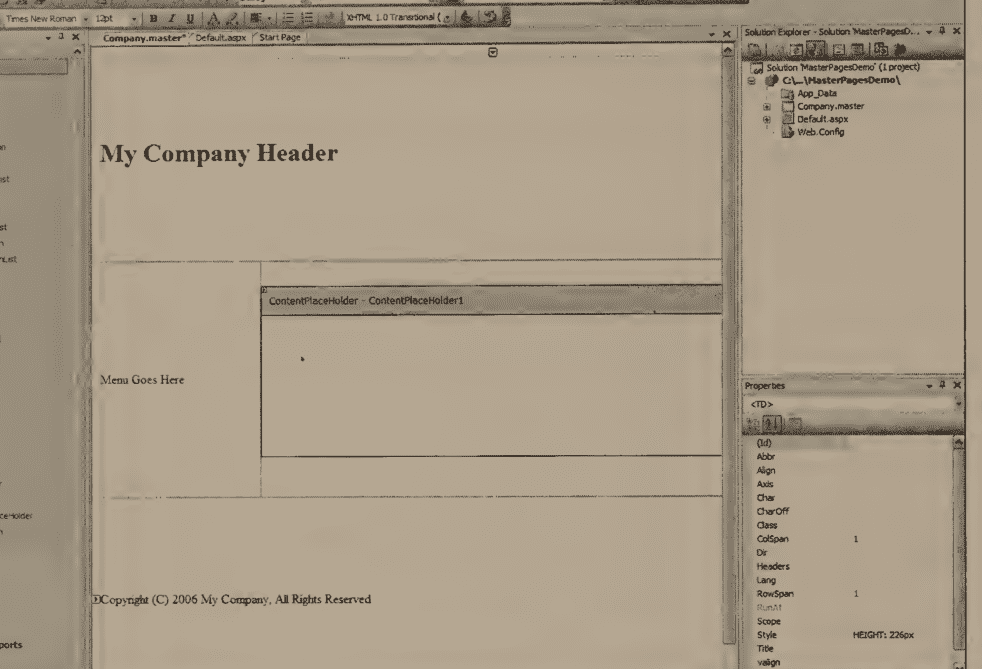 Times New Roman 12pt B I U A XHTML 1.0 Transitional (
Company.master* Default.aspx Start Page
My Company Header
ContentPlaceHolder - ContentPlaceHolder1
Menu Goes Here
Copyright (C) 2006 My Company, All Rights Reserved
ports
Solution Explorer - Solution 'MasterPagesD...
Solution 'MasterPagesDemo' (1 project)
C:\...\MasterPagesDemo\
App_Data
Company.master
Default.aspx
Web.Config
Properties
<TD>
(Id)
Abbr
Align
Axis
Char
CharOff
Class
ColSpan 1
Dir
Headers
Lang
RowSpan 1
RunAt
Scope
Style HEIGHT: 226px
Title
valign